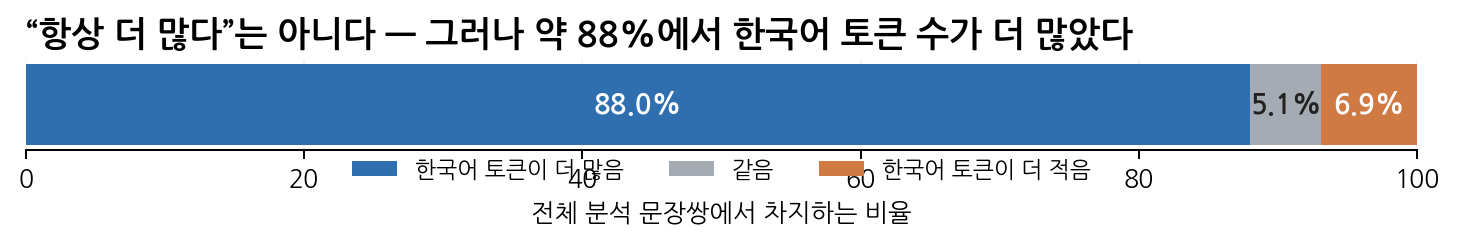 “항상 더 많다”는 아니다 — 그러나 약 88%에서 한국어 토큰 수가 더 많았다
88.0% 5.1% 6.9%
한국어 토큰이 더 많음 같음 한국어 토큰이 더 적음
0 20 40 60 80 100
전체 분석 문장쌍에서 차지하는 비율